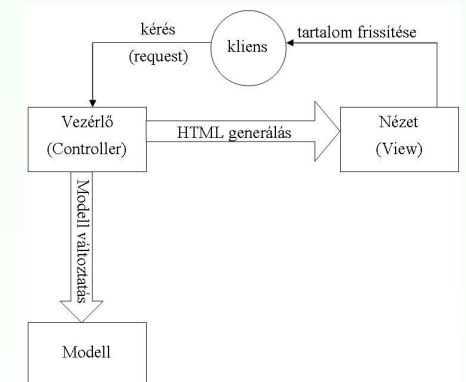 kérés
(request)
kliens
tartalom frissítése
Vezérlő
(Controller)
HTML generálás
Nézet
(View)
Modell változtatás
Modell